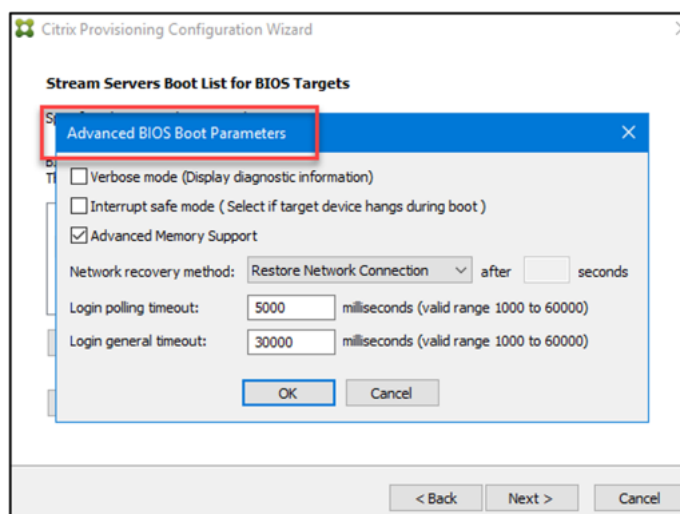 Citrix Provisioning Configuration Wizard
Stream Servers Boot List for BIOS Targets
Advanced BIOS Boot Parameters
Verbose mode (Display diagnostic information)
Interrupt safe mode ( Select if target device hangs during boot )
Advanced Memory Support
Network recovery method: Restore Network Connection after seconds
Login polling timeout: 5000 milliseconds (valid range 1000 to 60000)
Login general timeout: 30000 milliseconds (valid range 1000 to 60000)
OK Cancel
< Back Next > Cancel